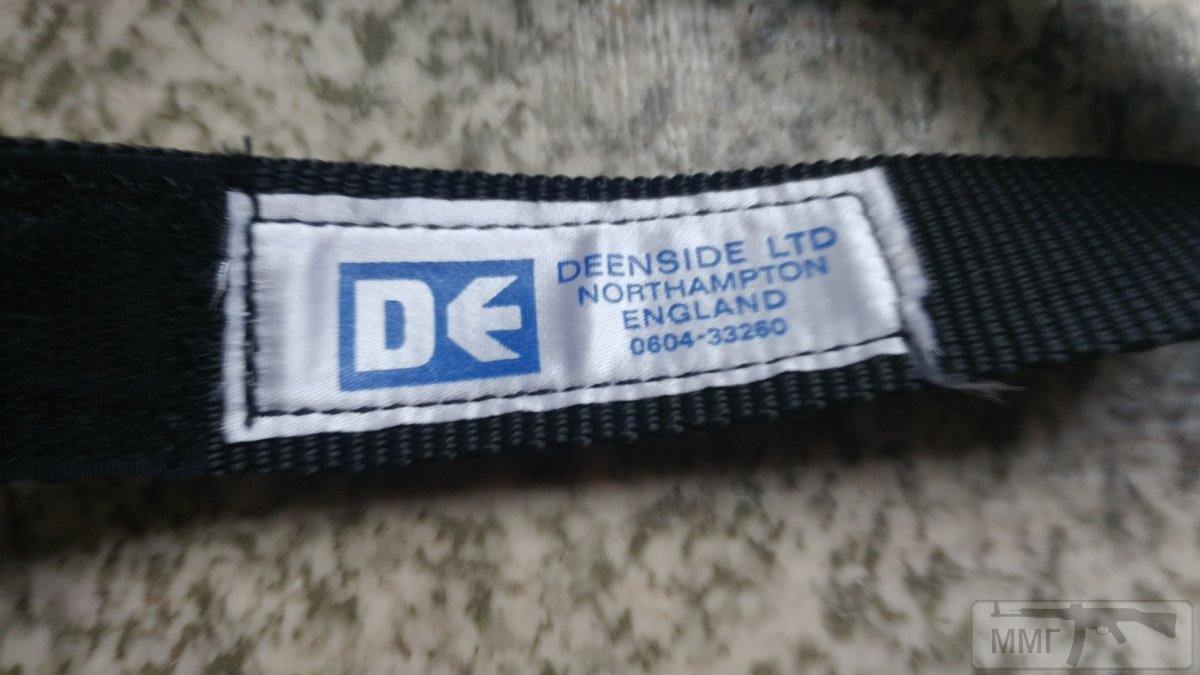 DE
DEENSIDE LTD
NORTHAMPTON
ENGLAND
0604-33260
ММГ